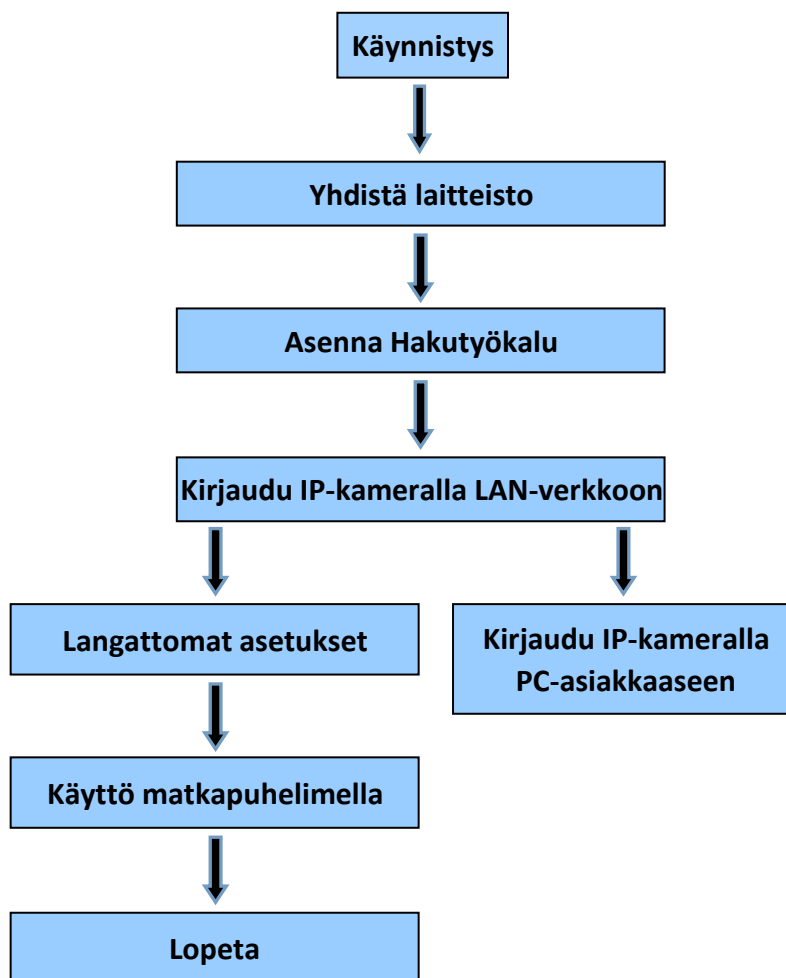 Käynnistys
Yhdistä laitteisto
Asenna Hakutyökalu
Kirjaudu IP-kameralla LAN-verkkoon
Langattomat asetukset
Kirjaudu IP-kameralla
PC-asiakkaaseen
Käyttö matkapuhelimella
Lopeta